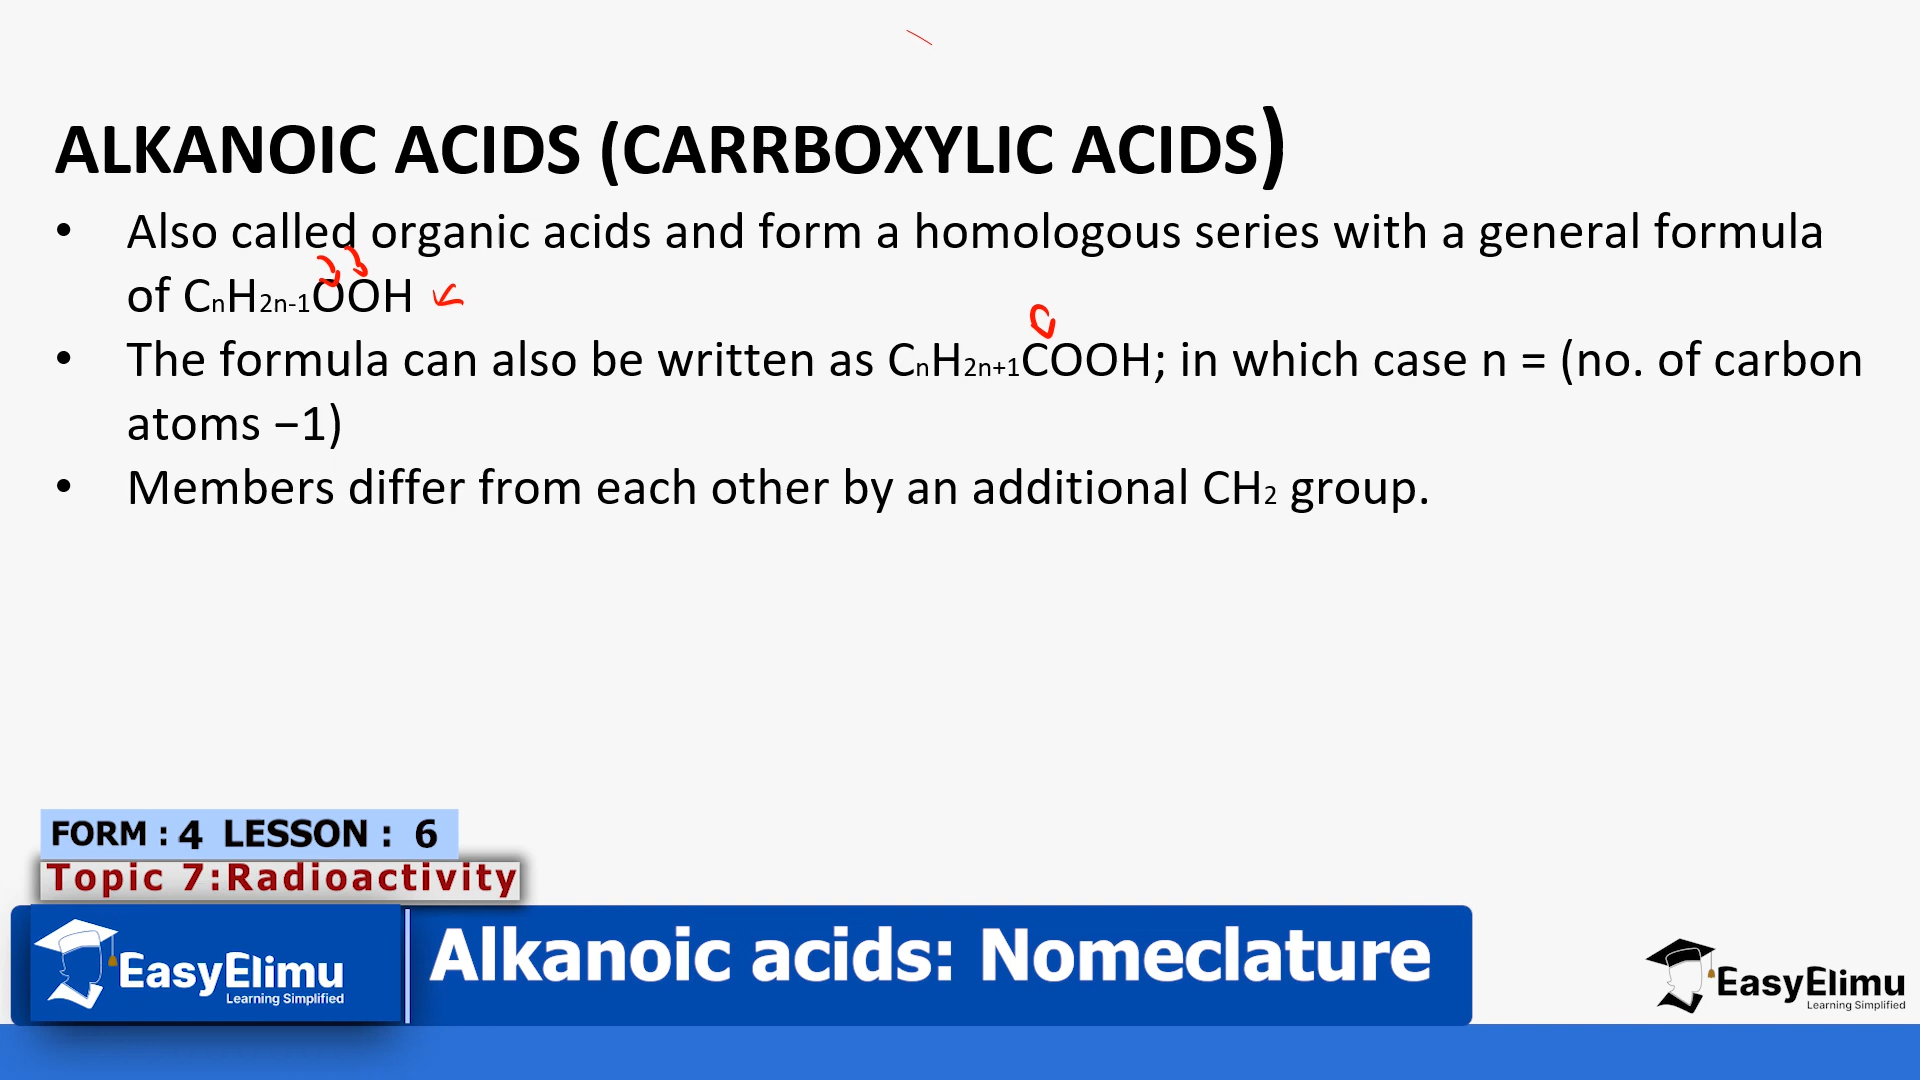 ALKANOIC ACIDS (CARRBOXYLIC ACIDS)
• Also called organic acids and form a homologous series with a general formula
of CnH2n-1OOH
• The formula can also be written as CnH2n+1COOH; in which case n = (no. of carbon
atoms −1)
• Members differ from each other by an additional CH2 group.
FORM : 4 LESSON : 6
Topic 7:Radioactivity
EasyElimu
Learning Simplified
Alkanoic acids: Nomeclature
EasyElimu
Learning Simplified